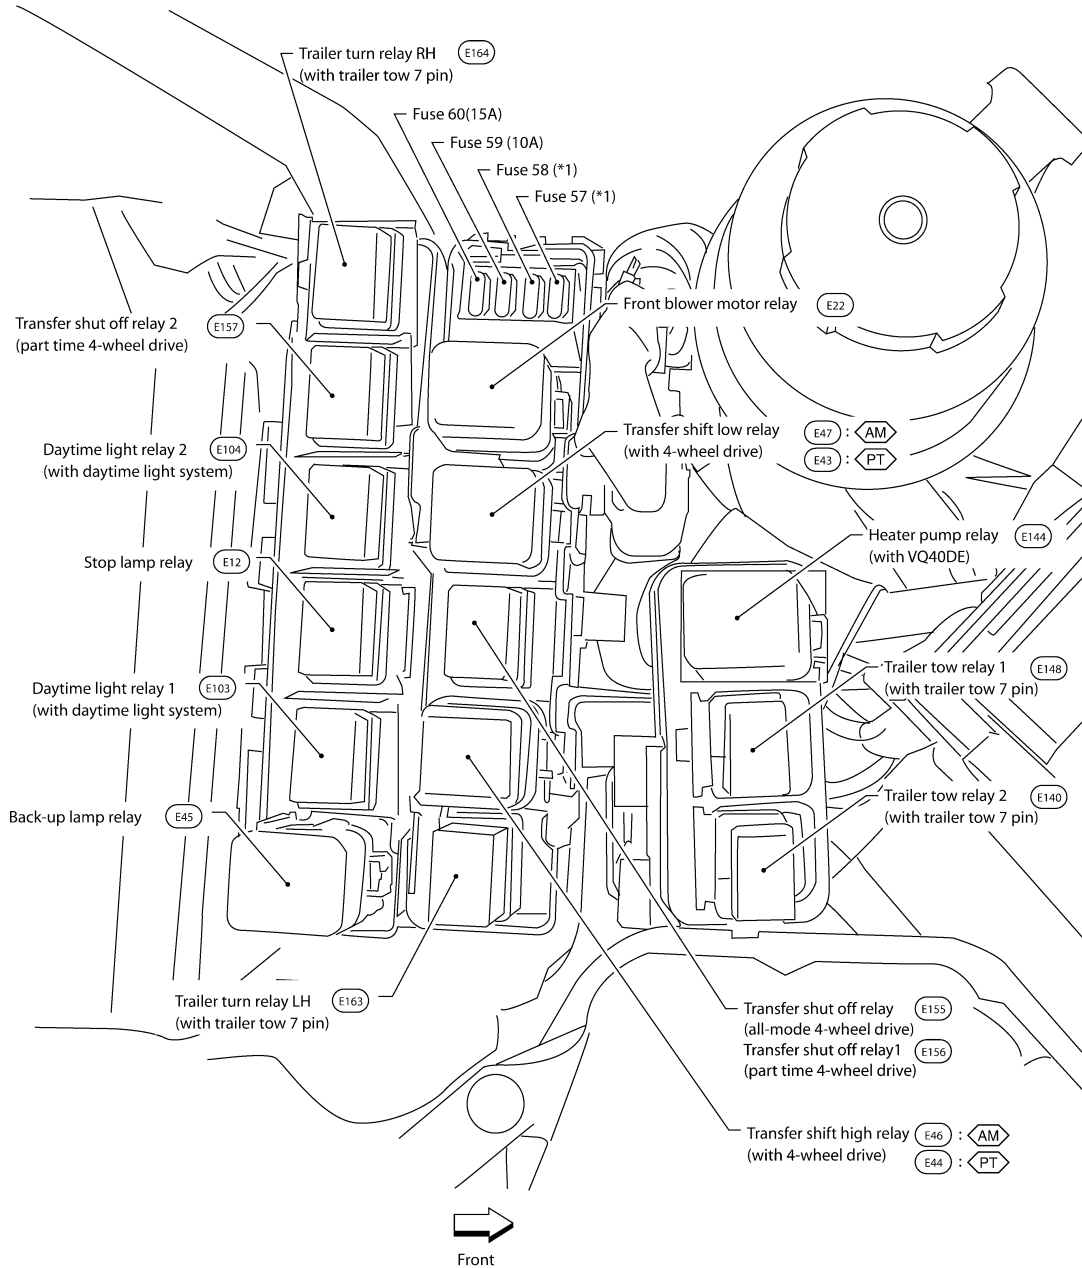 Trailer turn relay RH E164
(with trailer tow 7 pin)
Fuse 60(15A)
Fuse 59 (10A)
Fuse 58 (*1)
Fuse 57 (*1)
Front blower motor relay E22
Transfer shut off relay 2 E157
(part time 4-wheel drive)
Transfer shift low relay E47 : AM
(with 4-wheel drive) E43 : PT
Daytime light relay 2 E104
(with daytime light system)
Heater pump relay E144
(with VQ40DE)
Stop lamp relay E12
Trailer tow relay 1 E148
(with trailer tow 7 pin)
Daytime light relay 1 E103
(with daytime light system)
Trailer tow relay 2 E140
(with trailer tow 7 pin)
Back-up lamp relay E45
Trailer turn relay LH E163
(with trailer tow 7 pin)
Transfer shut off relay E155
(all-mode 4-wheel drive)
Transfer shut off relay1 E156
(part time 4-wheel drive)
Transfer shift high relay E46 : AM
(with 4-wheel drive) E44 : PT
Front